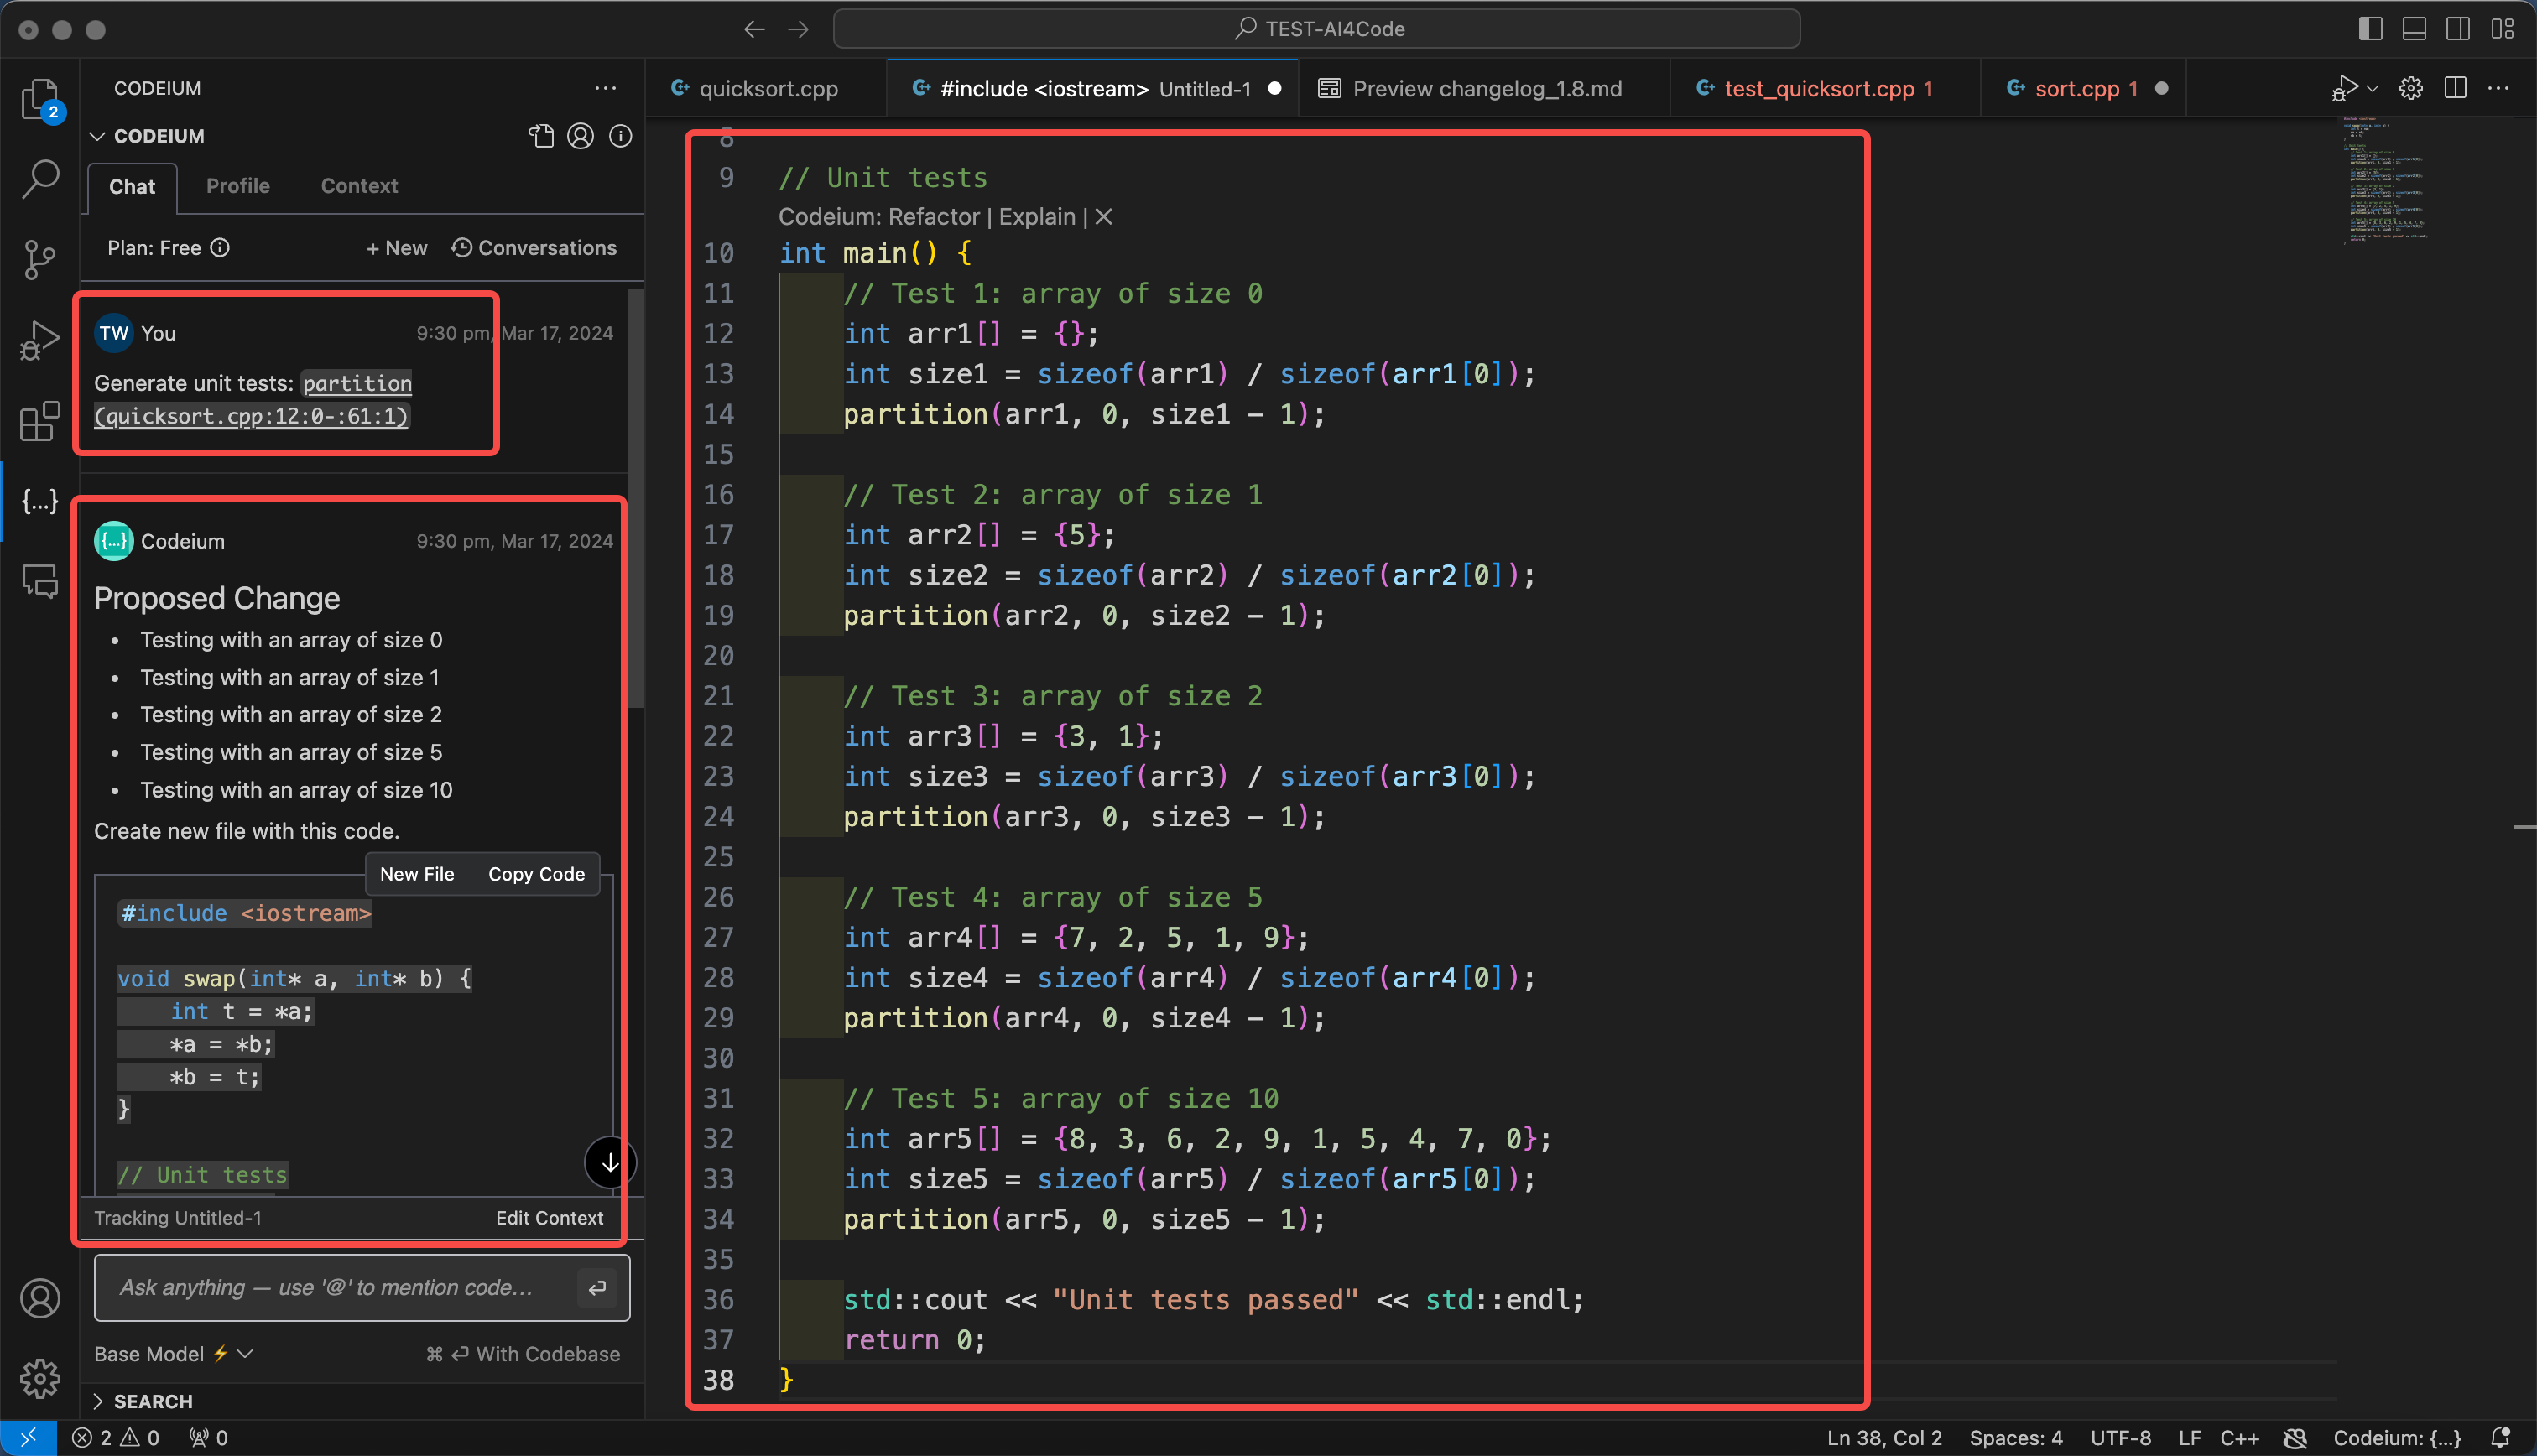 TEST-AI4Code
2
CODEIUM
CODEIUM
Chat Profile Context
Plan: Free + New Conversations
TW You 9:30 pm, Mar 17, 2024
Generate unit tests: partition
(quicksort.cpp:12:0-:61:1)
{...} Codeium 9:30 pm, Mar 17, 2024
Proposed Change
• Testing with an array of size 0
• Testing with an array of size 1
• Testing with an array of size 2
• Testing with an array of size 5
• Testing with an array of size 10
Create new file with this code.
New File Copy Code
#include <iostream>
void swap(int* a, int* b) {
int t = *a;
*a = *b;
*b = t;
}
// Unit tests
Tracking Untitled-1 Edit Context
Ask anything — use '@' to mention code...
Base Model ⚡ ⌘ ⏎ With Codebase
SEARCH
quicksort.cpp #include <iostream> Untitled-1 Preview changelog_1.8.md test_quicksort.cpp 1 sort.cpp 1
8
9 // Unit tests
Codeium: Refactor | Explain | ✕
10 int main() {
11 // Test 1: array of size 0
12 int arr1[] = {};
13 int size1 = sizeof(arr1) / sizeof(arr1[0]);
14 partition(arr1, 0, size1 - 1);
15
16 // Test 2: array of size 1
17 int arr2[] = {5};
18 int size2 = sizeof(arr2) / sizeof(arr2[0]);
19 partition(arr2, 0, size2 - 1);
20
21 // Test 3: array of size 2
22 int arr3[] = {3, 1};
23 int size3 = sizeof(arr3) / sizeof(arr3[0]);
24 partition(arr3, 0, size3 - 1);
25
26 // Test 4: array of size 5
27 int arr4[] = {7, 2, 5, 1, 9};
28 int size4 = sizeof(arr4) / sizeof(arr4[0]);
29 partition(arr4, 0, size4 - 1);
30
31 // Test 5: array of size 10
32 int arr5[] = {8, 3, 6, 2, 9, 1, 5, 4, 7, 0};
33 int size5 = sizeof(arr5) / sizeof(arr5[0]);
34 partition(arr5, 0, size5 - 1);
35
36 std::cout << "Unit tests passed" << std::endl;
37 return 0;
38 }
2 0 0 Ln 38, Col 2 Spaces: 4 UTF-8 LF C++ Codeium: {...}